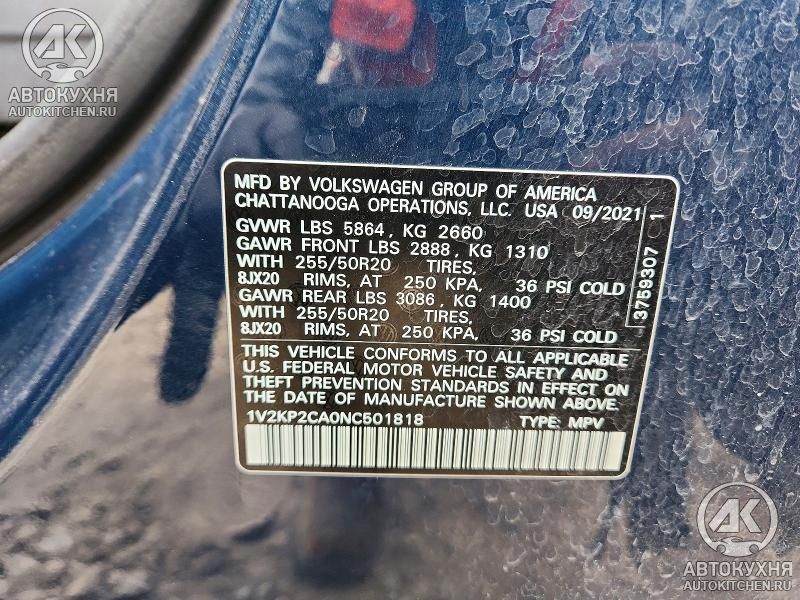 AK
АВТОКУХНЯ
AUTOKITCHEN.RU
MFD BY VOLKSWAGEN GROUP OF AMERICA
CHATTANOOGA OPERATIONS, LLC. USA 09/2021
GVWR LBS 5864, KG 2660
GAWR FRONT LBS 2888, KG 1310
WITH 255/50R20 TIRES,
8JX20 RIMS, AT 250 KPA, 36 PSI COLD
GAWR REAR LBS 3086, KG 1400
WITH 255/50R20 TIRES,
8JX20 RIMS, AT 250 KPA, 36 PSI COLD
THIS VEHICLE CONFORMS TO ALL APPLICABLE
U.S. FEDERAL MOTOR VEHICLE SAFETY AND
THEFT PREVENTION STANDARDS IN EFFECT ON
THE DATE OF MANUFACTURE SHOWN ABOVE.
1V2KP2CA0NC501818 TYPE: MPV
3759307 1
AK
АВТОКУХНЯ
AUTOKITCHEN.RU